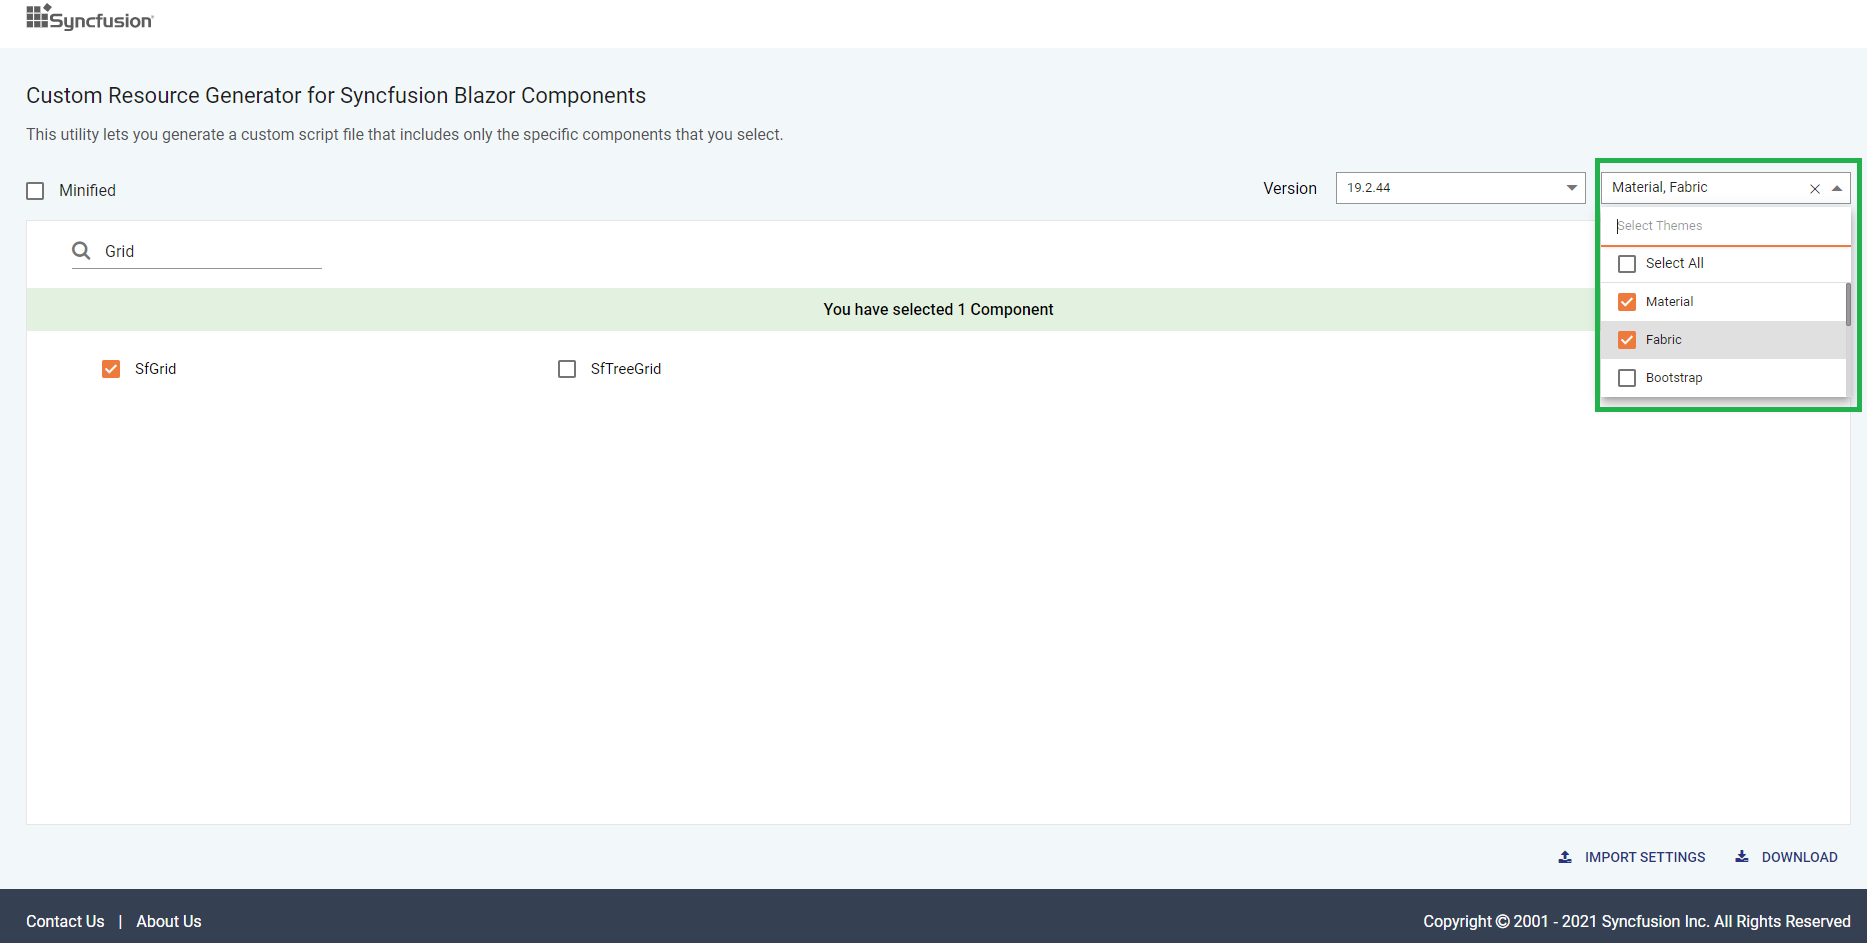 Syncfusion
Custom Resource Generator for Syncfusion Blazor Components
This utility lets you generate a custom script file that includes only the specific components that you select.
Minified
Version
19.2.44
Material, Fabric
Select Themes
Select All
Material
Fabric
Bootstrap
Grid
You have selected 1 Component
SfGrid
SfTreeGrid
IMPORT SETTINGS
DOWNLOAD
Contact Us | About Us
Copyright © 2001 - 2021 Syncfusion Inc. All Rights Reserved